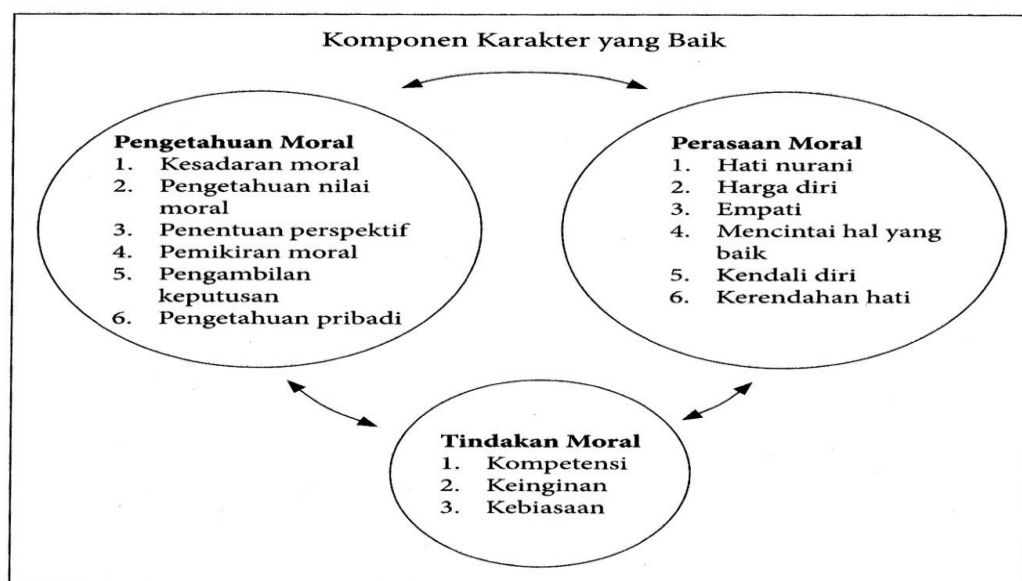 Komponen Karakter yang Baik
Pengetahuan Moral
1. Kesadaran moral
2. Pengetahuan nilai
moral
3. Penentuan perspektif
4. Pemikiran moral
5. Pengambilan
keputusan
6. Pengetahuan pribadi
Perasaan Moral
1. Hati nurani
2. Harga diri
3. Empati
4. Mencintai hal yang
baik
5. Kendali diri
6. Kerendahan hati
Tindakan Moral
1. Kompetensi
2. Keinginan
3. Kebiasaan